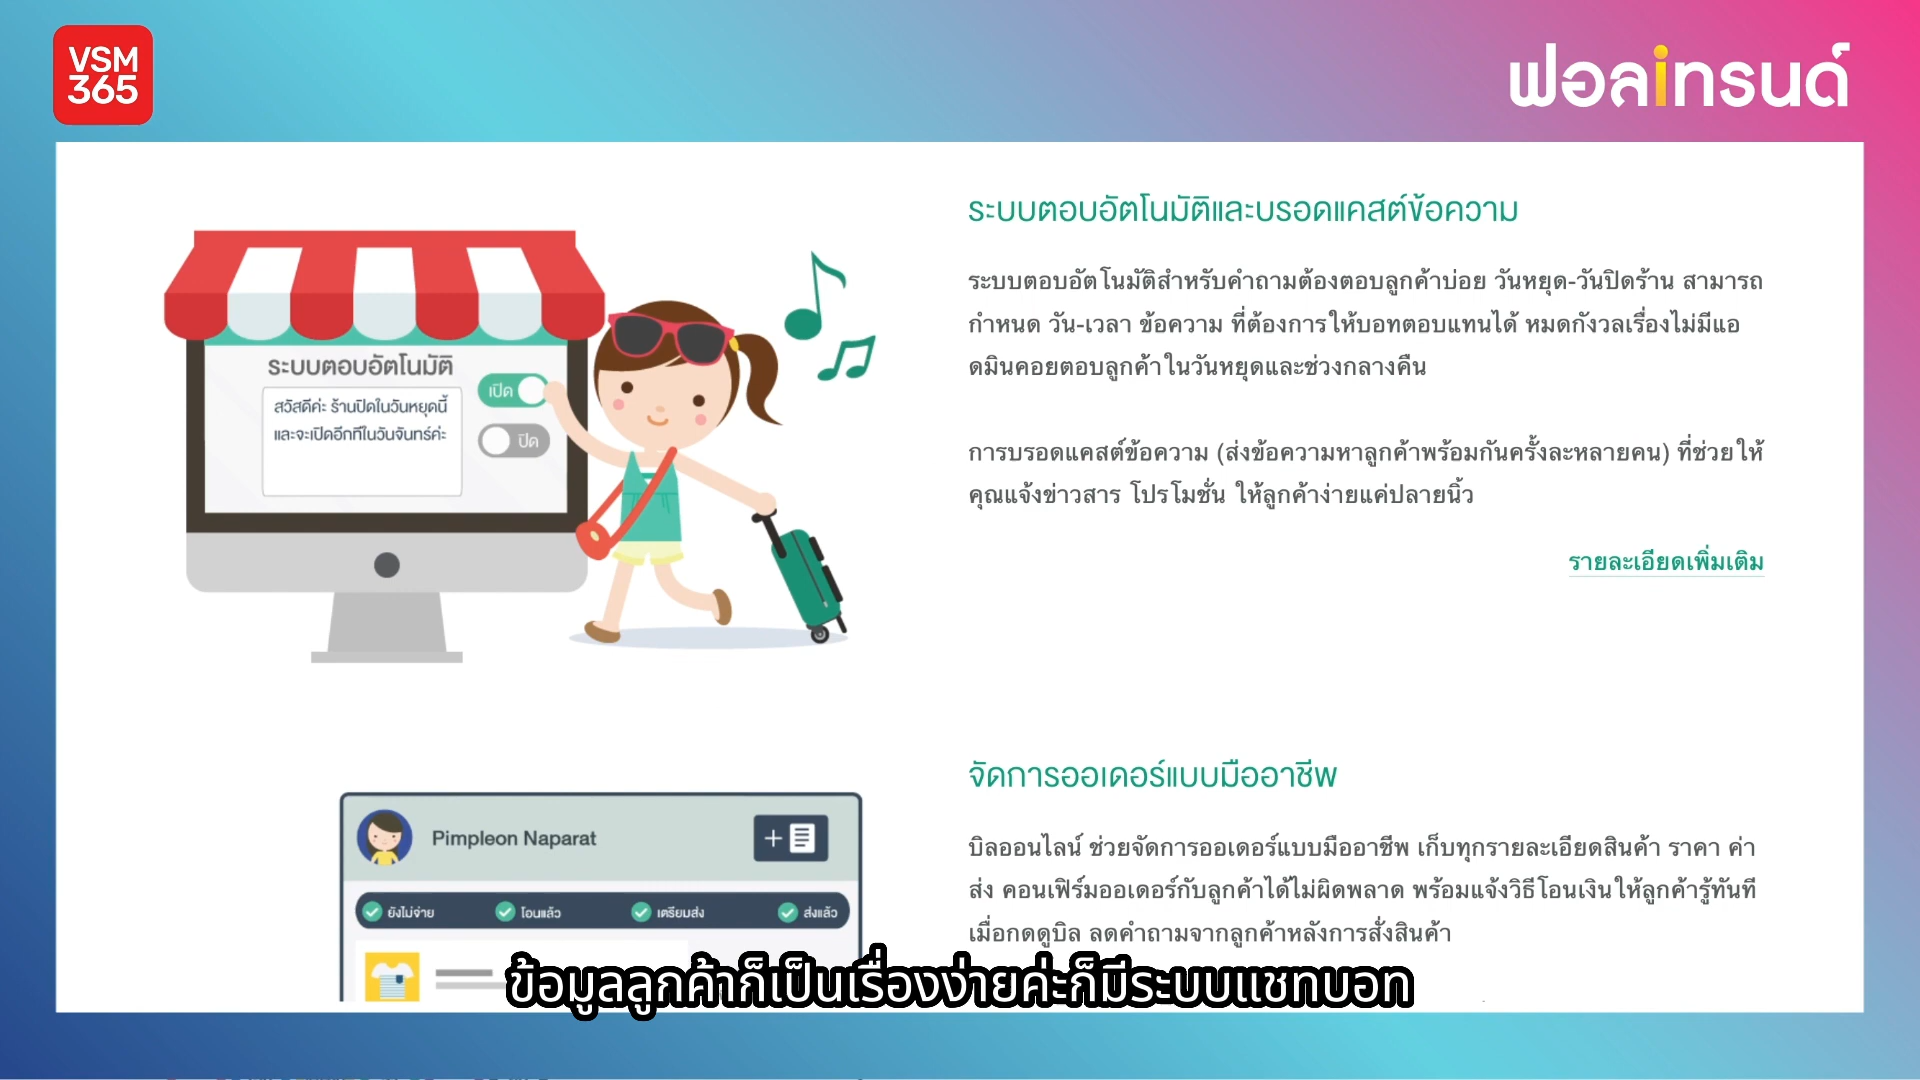 VSM
365
ฟอลเทรนด์
ระบบตอบอัตโนมัติและบรอดแคสต์ข้อความ
ระบบตอบอัตโนมัติสำหรับคำถามต้องตอบลูกค้าบ่อย วันหยุด-วันปิดร้าน สามารถ
กำหนด วัน-เวลา ข้อความ ที่ต้องการให้บอทตอบแทนได้ หมดกังวลเรื่องไม่มีแอ
ดมินคอยตอบลูกค้าในวันหยุดและช่วงกลางคืน
การบรอดแคสต์ข้อความ (ส่งข้อความหาลูกค้าพร้อมกันครั้งละหลายคน) ที่ช่วยให้
คุณแจ้งข่าวสาร โปรโมชั่น ให้ลูกค้าง่ายแค่ปลายนิ้ว
รายละเอียดเพิ่มเติม
ระบบตอบอัตโนมัติ
สวัสดีค่ะ ร้านปิดในวันหยุดนี้
และจะเปิดอีกทีในวันจันทร์ค่ะ
เปิด
ปิด
จัดการออเดอร์แบบมืออาชีพ
บิลออนไลน์ ช่วยจัดการออเดอร์แบบมืออาชีพ เก็บทุกรายละเอียดสินค้า ราคา ค่า
ส่ง คอนเฟิร์มออเดอร์กับลูกค้าได้ไม่ผิดพลาด พร้อมแจ้งวิธีโอนเงินให้ลูกค้ารู้ทันที
เมื่อกดดูบิล ลดคำถามจากลูกค้าหลังการสั่งสินค้า
Pimpleon Naparat
ยังไม่จ่าย โอนแล้ว เตรียมส่ง ส่งแล้ว
ข้อมูลลูกค้าก็เป็นเรื่องง่ายค่ะก็มีระบบแชทบอท